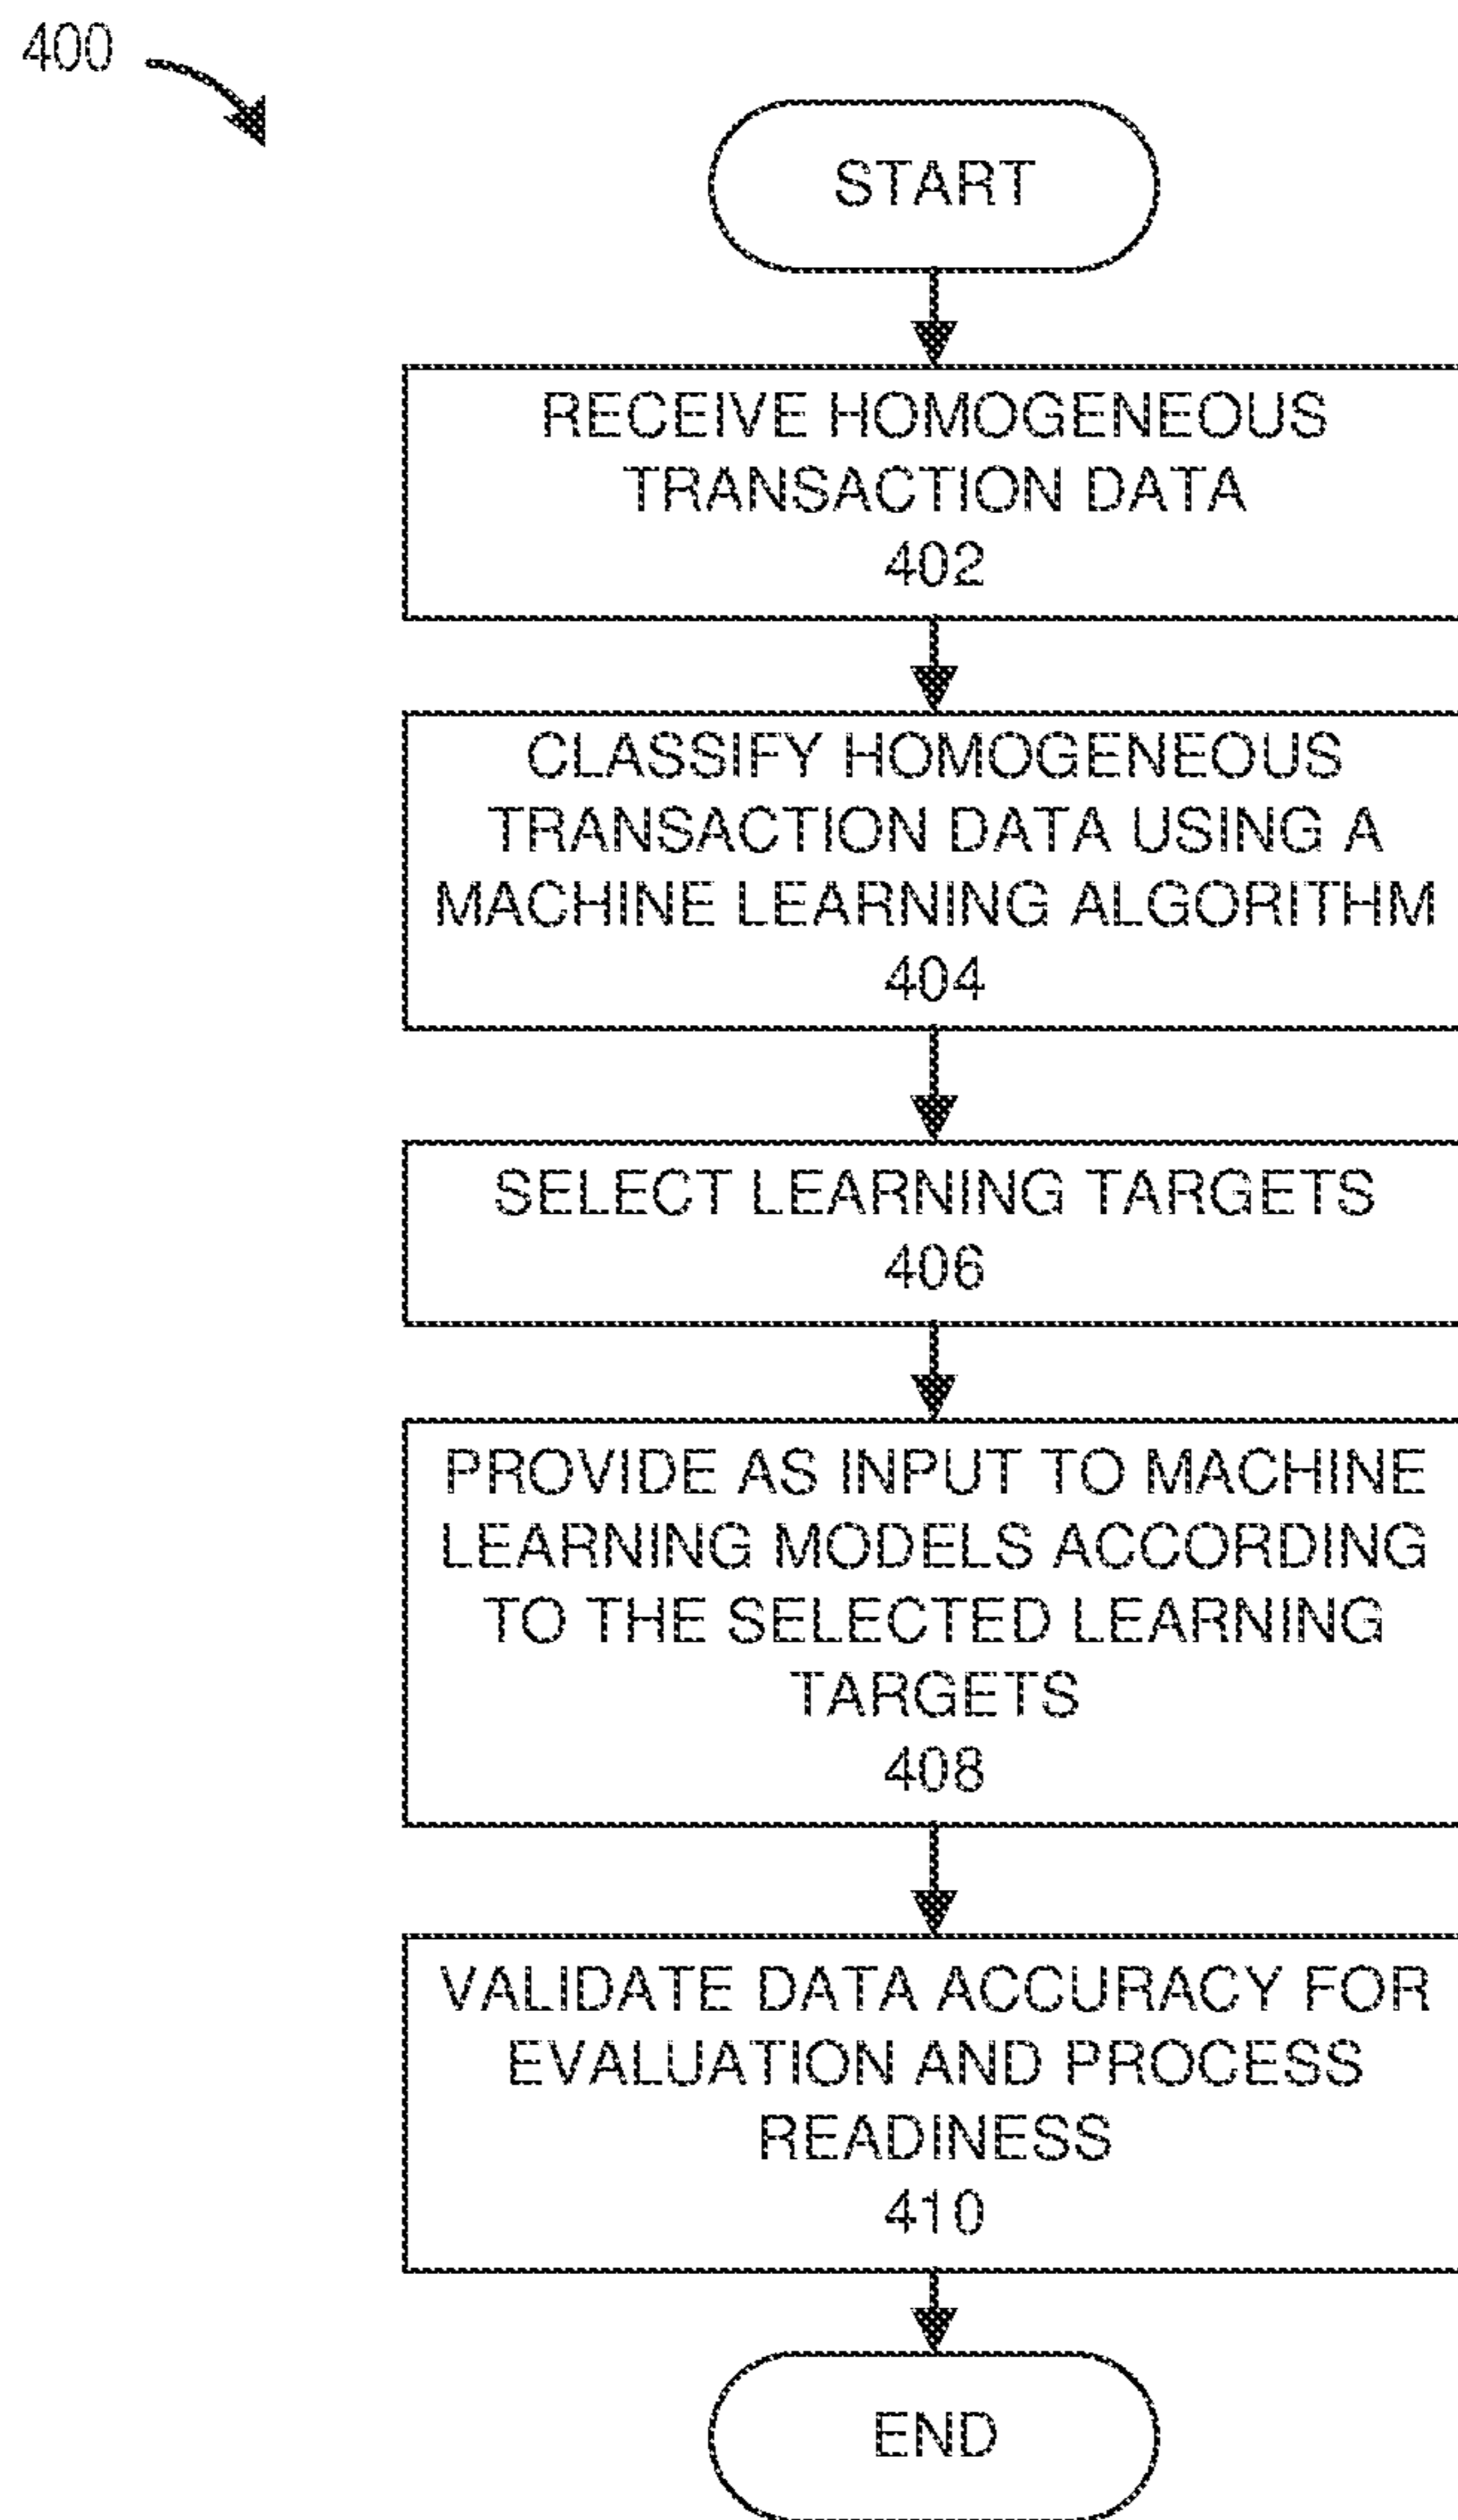 400
START
RECEIVE HOMOGENEOUS
TRANSACTION DATA
402
CLASSIFY HOMOGENEOUS
TRANSACTION DATA USING A
MACHINE LEARNING ALGORITHM
404
SELECT LEARNING TARGETS
406
PROVIDE AS INPUT TO MACHINE
LEARNING MODELS ACCORDING
TO THE SELECTED LEARNING
TARGETS
408
VALIDATE DATA ACCURACY FOR
EVALUATION AND PROCESS
READINESS
410
END